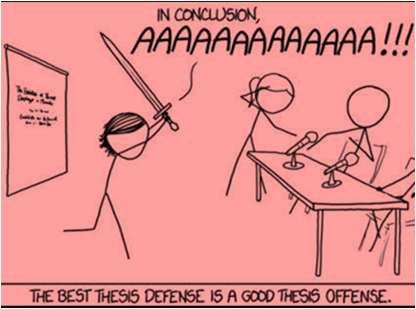 IN CONCLUSION,
AAAAAAAAAAAAA!!!
THE BEST THESIS DEFENSE IS A GOOD THESIS OFFENSE.